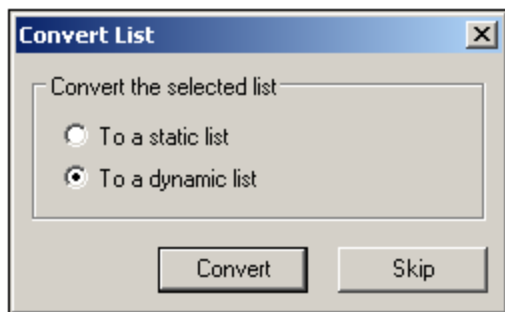 Convert List
Convert the selected list
To a static list
To a dynamic list
Convert Skip